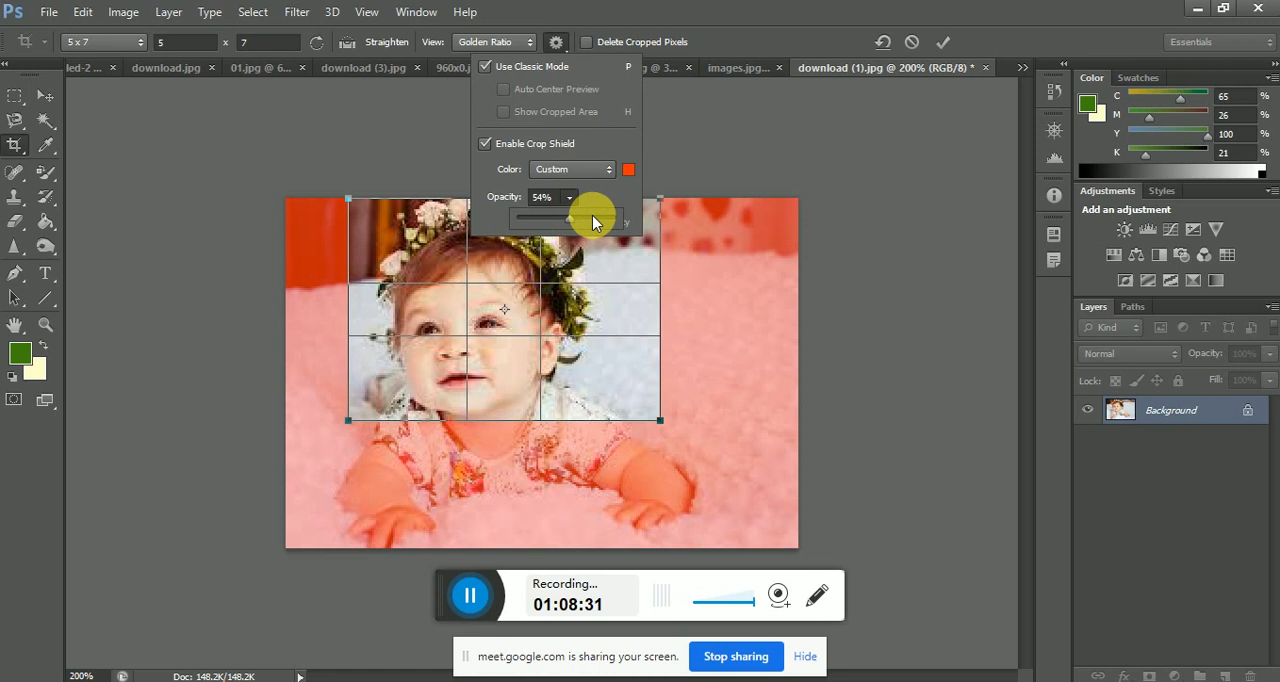 Ps File Edit Image Layer Type Select Filter 3D View Window Help
5 x 7 5 x 7 Straighten View: Golden Ratio Delete Cropped Pixels Essentials
led-2 ... × download.jpg × 01.jpg @ 6... × download (3).jpg × 960x0.j @ 3... × images.jpg... × download (1).jpg @ 200% (RGB/8) * ×
Use Classic Mode P
Auto Center Preview
Show Cropped Area H
Enable Crop Shield
Color: Custom
Opacity: 54%
Color Swatches
C 65 %
M 26 %
Y 100 %
K 21 %
Adjustments Styles
Add an adjustment
Layers Paths
Kind
Normal Opacity: 100%
Lock: Fill: 100%
Background
Recording...
01:08:31
meet.google.com is sharing your screen. Stop sharing Hide
200% Doc: 148.2K/148.2K